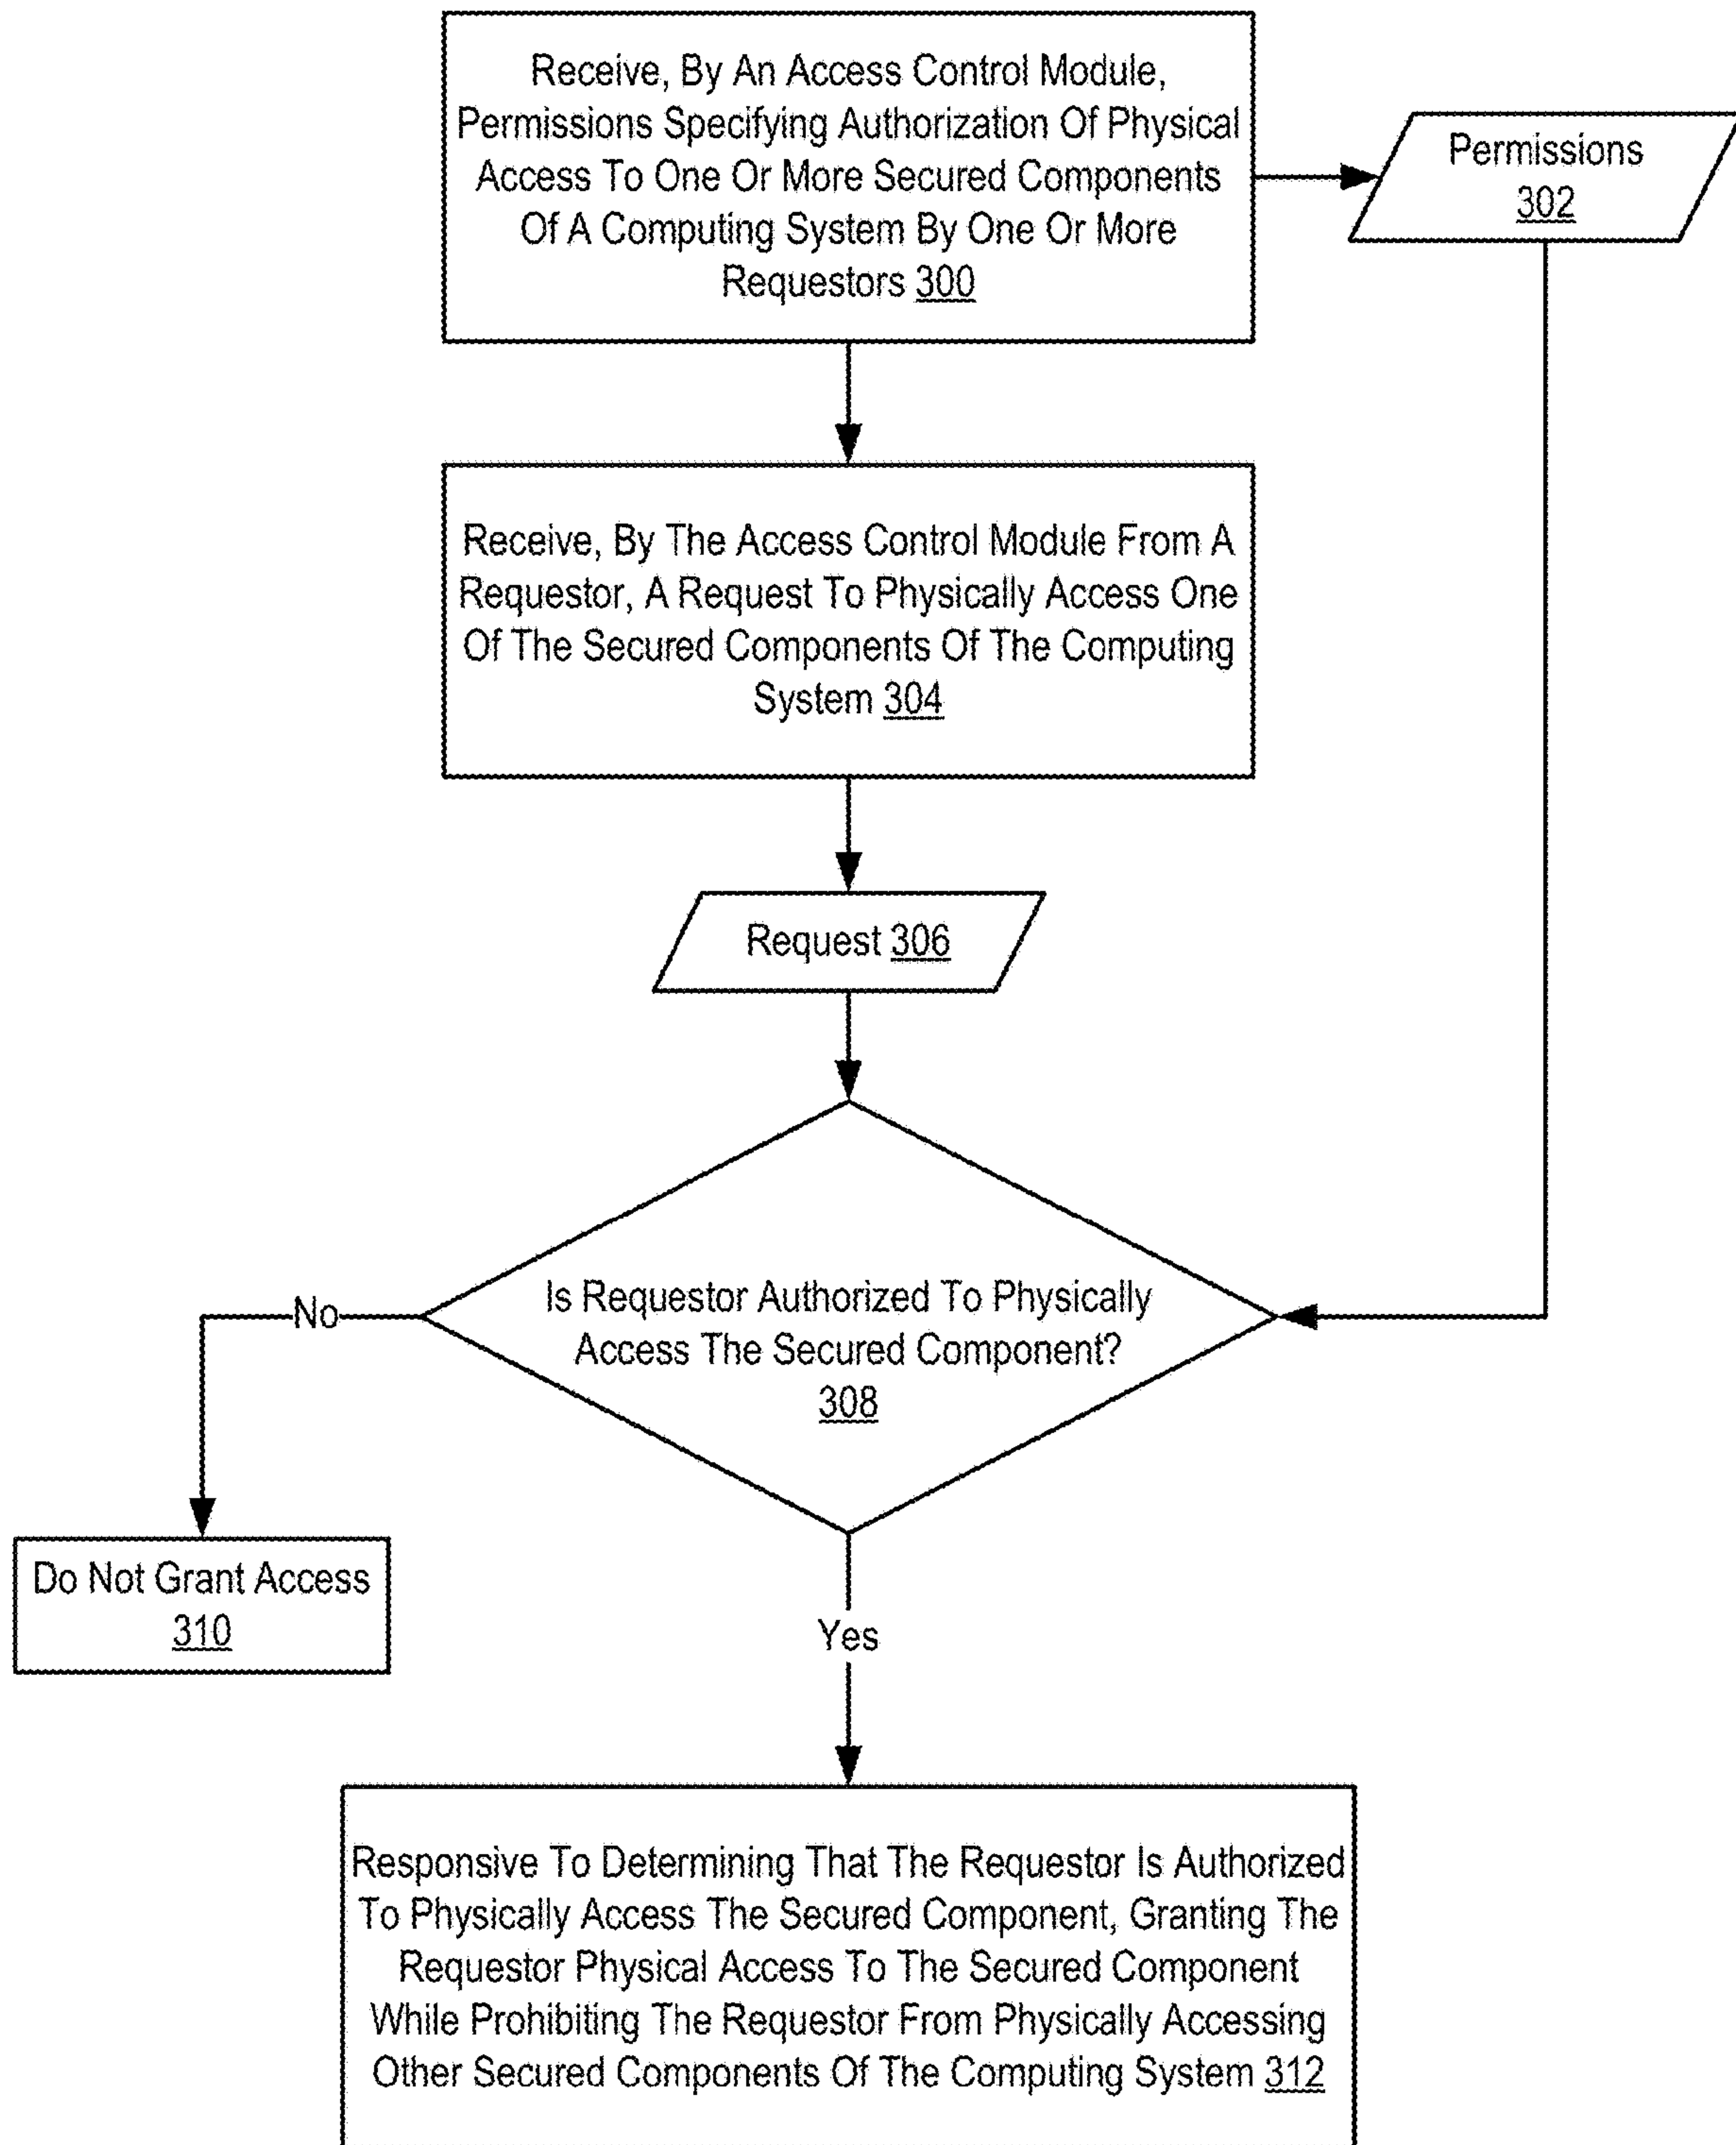 Receive, By An Access Control Module,
Permissions Specifying Authorization Of Physical
Access To One Or More Secured Components
Of A Computing System By One Or More
Requestors 300
Permissions
302
Receive, By The Access Control Module From A
Requestor, A Request To Physically Access One
Of The Secured Components Of The Computing
System 304
Request 306
Is Requestor Authorized To Physically
Access The Secured Component?
308
No
Do Not Grant Access
310
Yes
Responsive To Determining That The Requestor Is Authorized
To Physically Access The Secured Component, Granting The
Requestor Physical Access To The Secured Component
While Prohibiting The Requestor From Physically Accessing
Other Secured Components Of The Computing System 312